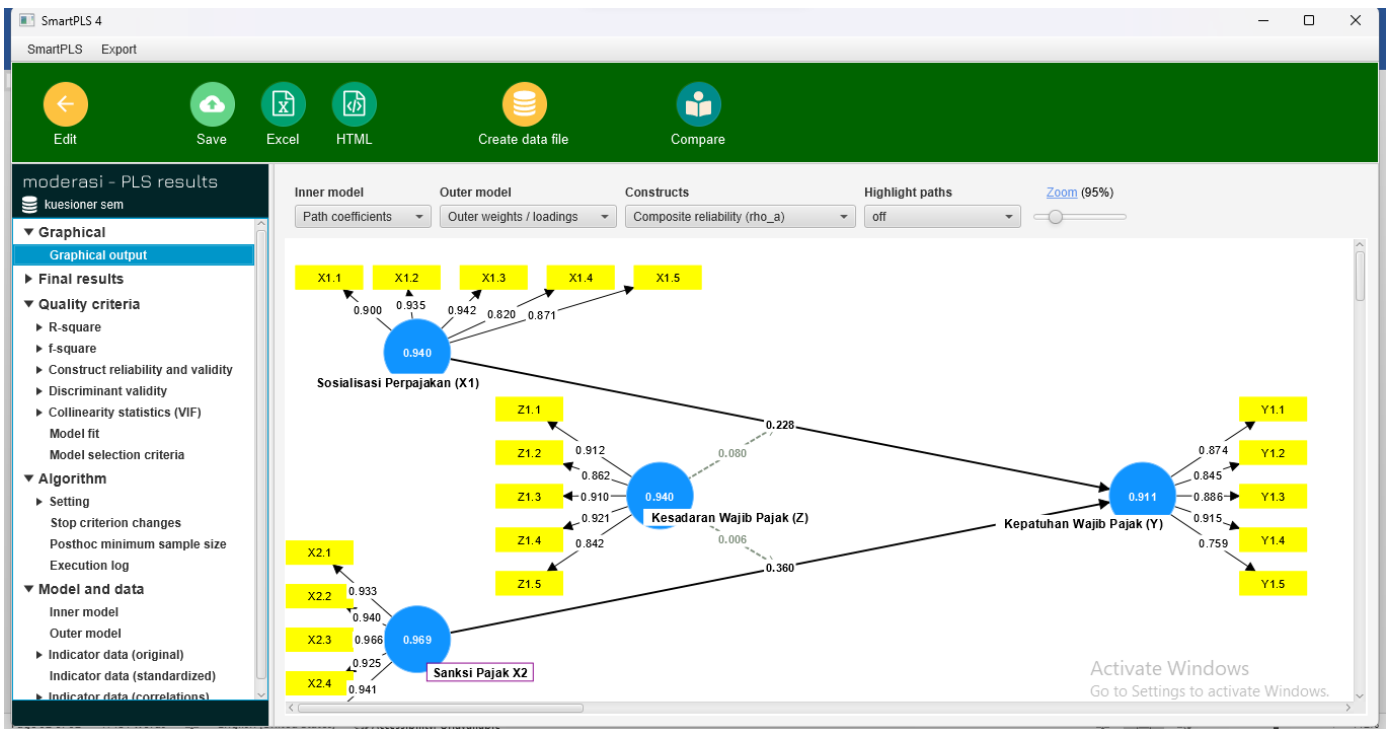 SmartPLS 4
SmartPLS Export
Edit Save Excel HTML Create data file Compare
moderasi - PLS results
kuesioner sem
Graphical
Graphical output
Final results
Quality criteria
R-square
f-square
Construct reliability and validity
Discriminant validity
Collinearity statistics (VIF)
Model fit
Model selection criteria
Algorithm
Setting
Stop criterion changes
Posthoc minimum sample size
Execution log
Model and data
Inner model
Outer model
Indicator data (original)
Indicator data (standardized)
Indicator data (correlations)
Inner model Outer model Constructs Highlight paths Zoom (95%)
Path coefficients Outer weights / loadings Composite reliability (rho_a) off
X1.1 X1.2 X1.3 X1.4 X1.5
0.900 0.935 0.942 0.820 0.871
0.940
Sosialisasi Perpajakan (X1)
0.228
Z1.1
Z1.2
Z1.3
Z1.4
Z1.5
0.912
0.862
0.910
0.921
0.842
0.080
0.940
Kesadaran Wajib Pajak (Z)
0.006
0.360
Y1.1
Y1.2
Y1.3
Y1.4
Y1.5
0.874
0.845
0.886
0.915
0.759
0.911
Kepatuhan Wajib Pajak (Y)
X2.1
X2.2
X2.3
X2.4
0.933
0.940
0.966
0.925
0.941
0.969
Sanksi Pajak X2
Activate Windows
Go to Settings to activate Windows.